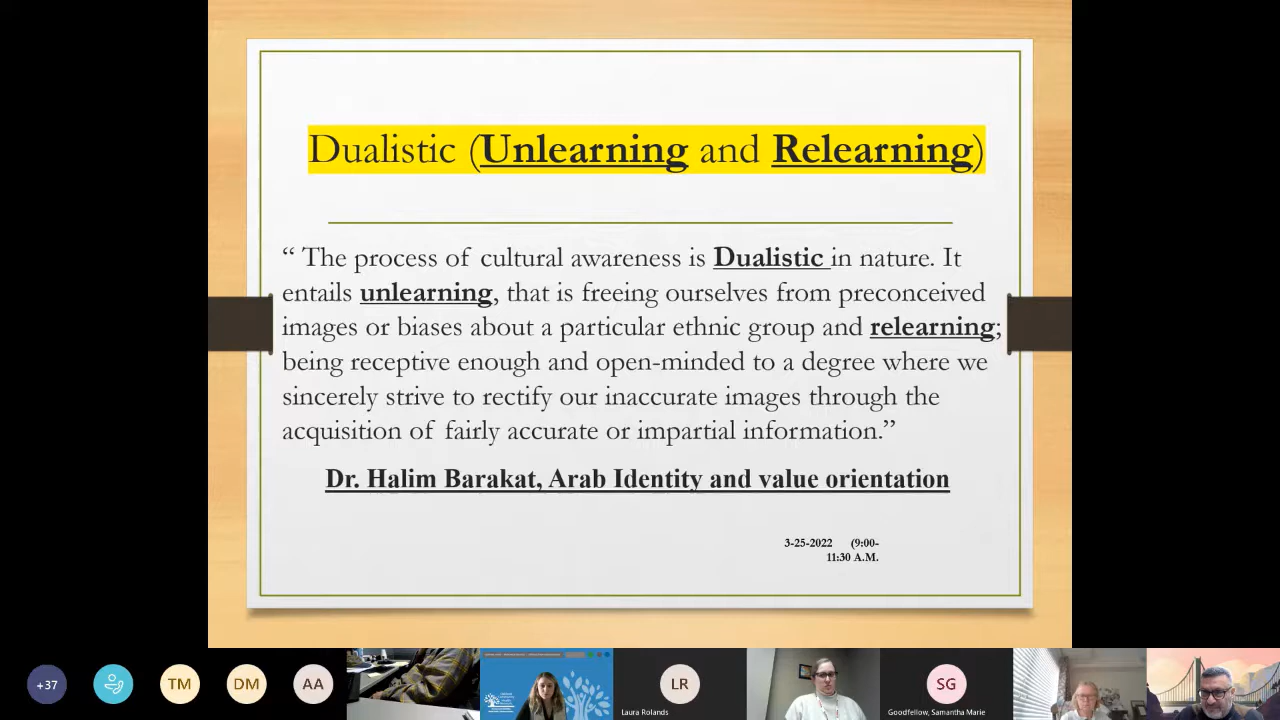 Dualistic (Unlearning and Relearning)
“ The process of cultural awareness is Dualistic in nature. It
entails unlearning, that is freeing ourselves from preconceived
images or biases about a particular ethnic group and relearning;
being receptive enough and open-minded to a degree where we
sincerely strive to rectify our inaccurate images through the
acquisition of fairly accurate or impartial information.”
Dr. Halim Barakat, Arab Identity and value orientation
3-25-2022 (9:00-
11:30 A.M.
+37
TM
DM
AA
LR
Laura Rolands
SG
Goodfellow, Samantha Marie